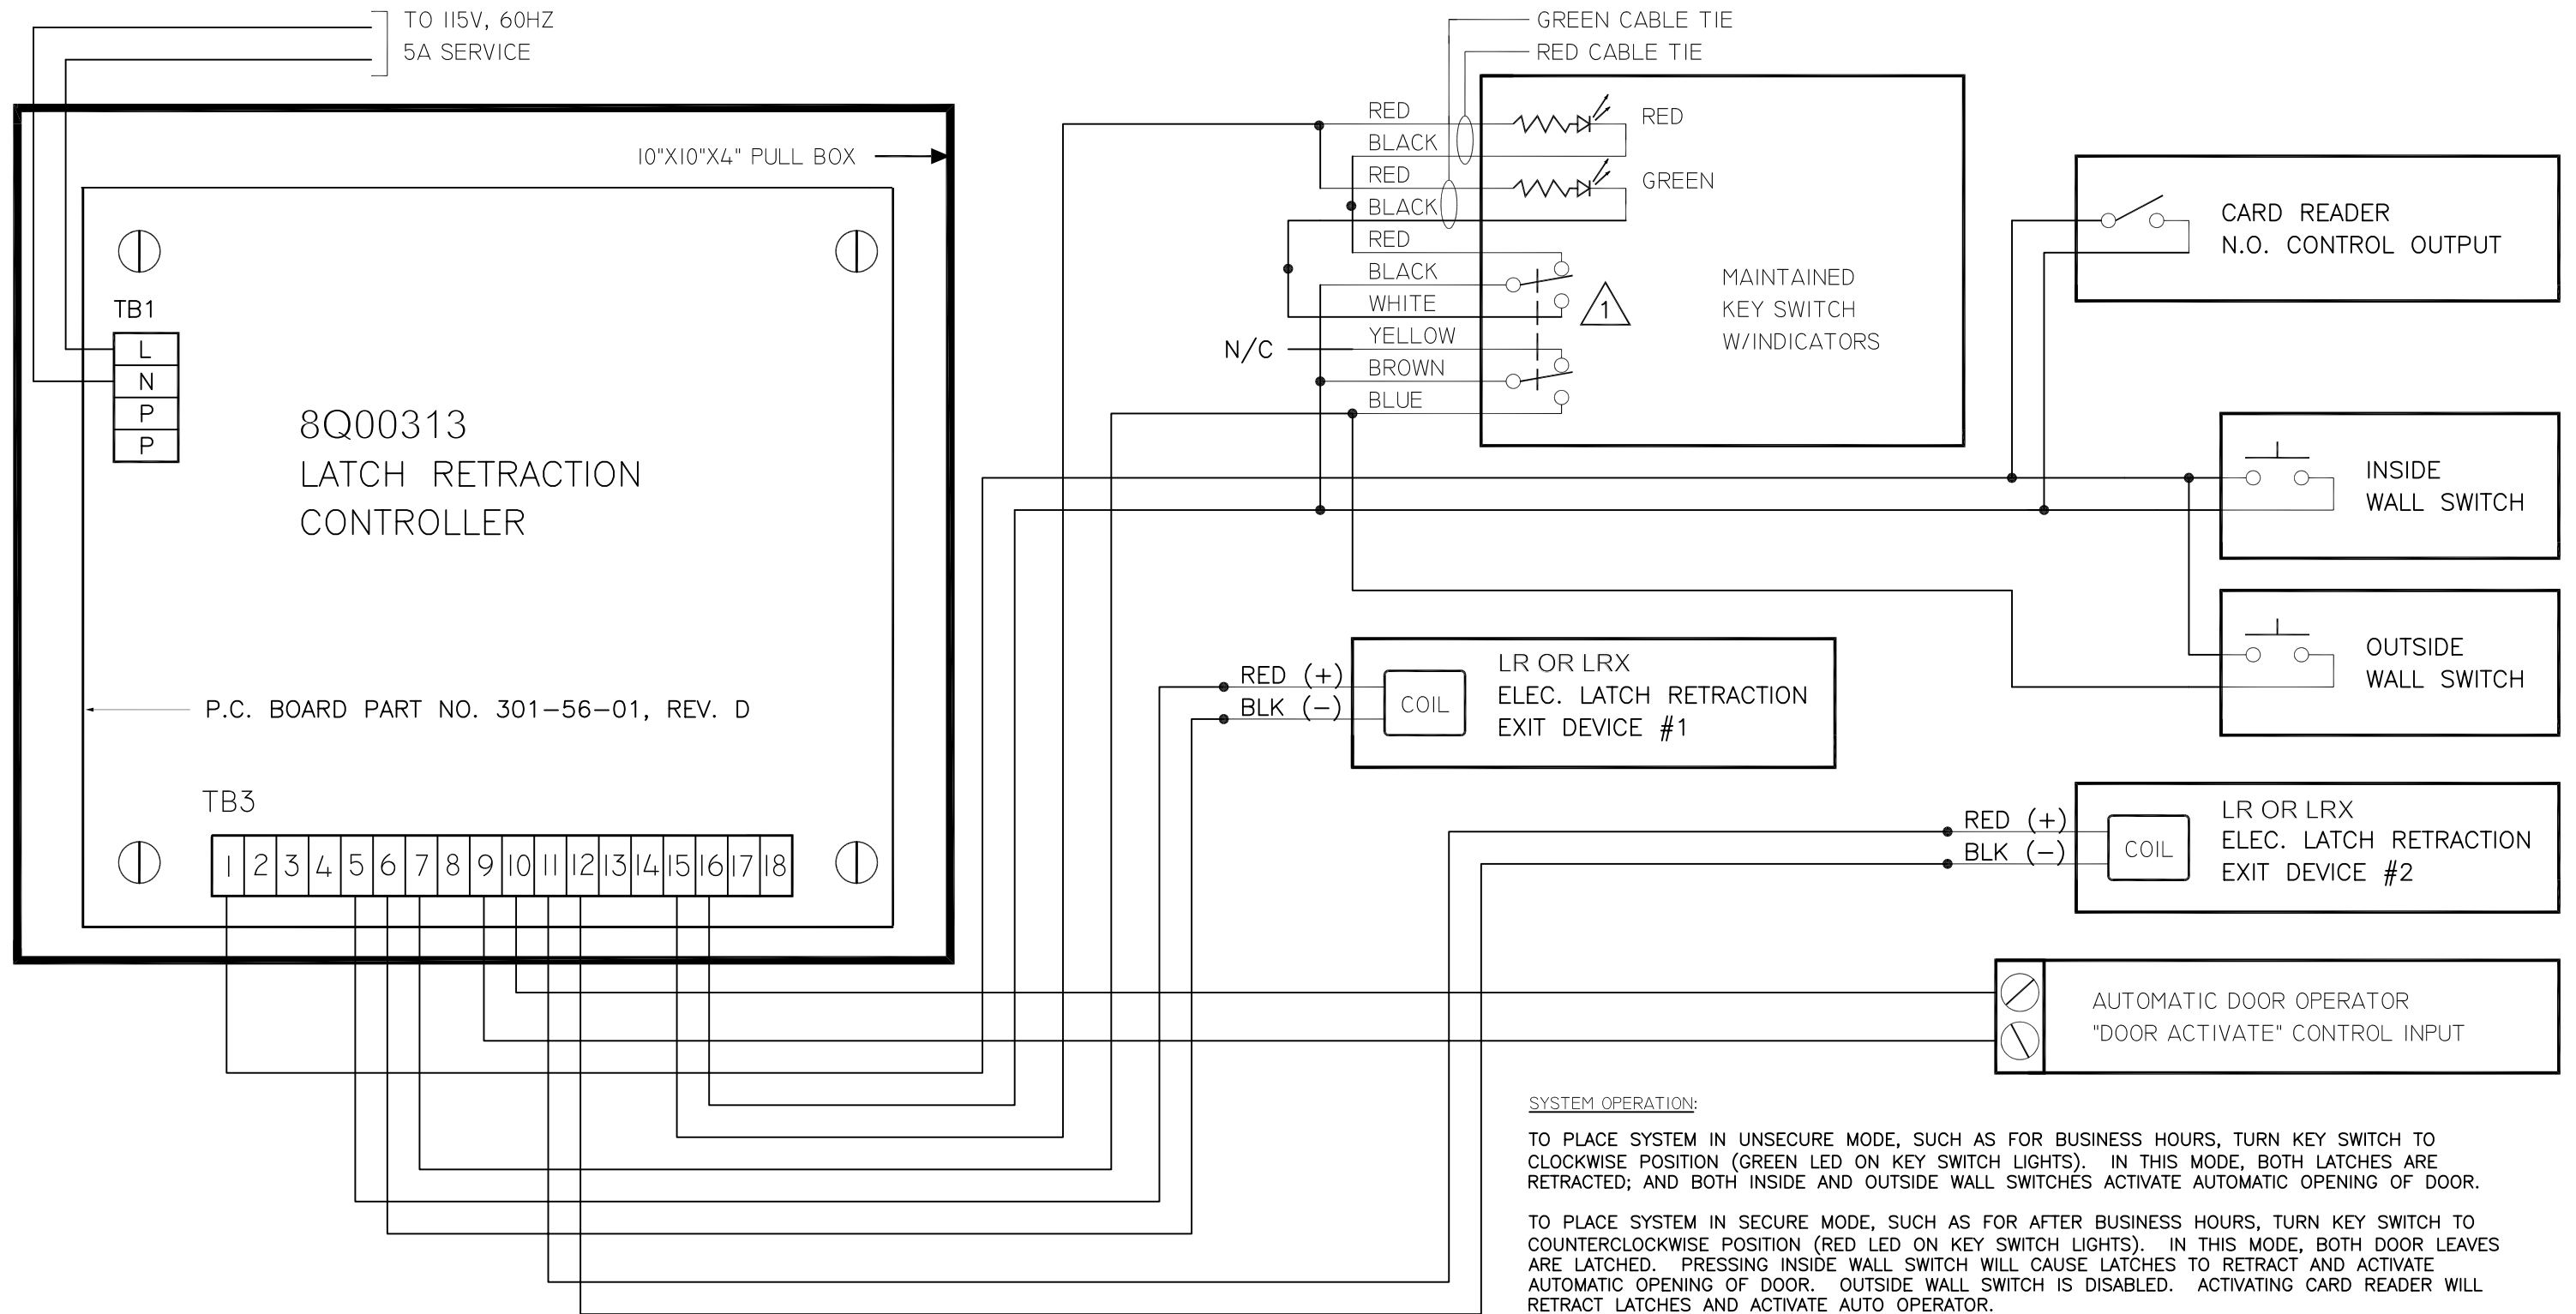 TO 115V, 60HZ
5A SERVICE
10"X10"X4" PULL BOX
TB1
L
N
P
P
8Q00313
LATCH RETRACTION
CONTROLLER
P.C. BOARD PART NO. 301-56-01, REV. D
TB3
1 2 3 4 5 6 7 8 9 10 11 12 13 14 15 16 17 18
GREEN CABLE TIE
RED CABLE TIE
RED
BLACK
RED
BLACK
RED
BLACK
WHITE
N/C
YELLOW
BROWN
BLUE
RED
GREEN
1
MAINTAINED
KEY SWITCH
W/INDICATORS
CARD READER
N.O. CONTROL OUTPUT
INSIDE
WALL SWITCH
OUTSIDE
WALL SWITCH
RED (+)
BLK (-)
COIL
LR OR LRX
ELEC. LATCH RETRACTION
EXIT DEVICE #1
RED (+)
BLK (-)
COIL
LR OR LRX
ELEC. LATCH RETRACTION
EXIT DEVICE #2
AUTOMATIC DOOR OPERATOR
"DOOR ACTIVATE" CONTROL INPUT
SYSTEM OPERATION:
TO PLACE SYSTEM IN UNSECURE MODE, SUCH AS FOR BUSINESS HOURS, TURN KEY SWITCH TO
CLOCKWISE POSITION (GREEN LED ON KEY SWITCH LIGHTS). IN THIS MODE, BOTH LATCHES ARE
RETRACTED; AND BOTH INSIDE AND OUTSIDE WALL SWITCHES ACTIVATE AUTOMATIC OPENING OF DOOR.
TO PLACE SYSTEM IN SECURE MODE, SUCH AS FOR AFTER BUSINESS HOURS, TURN KEY SWITCH TO
COUNTERCLOCKWISE POSITION (RED LED ON KEY SWITCH LIGHTS). IN THIS MODE, BOTH DOOR LEAVES
ARE LATCHED. PRESSING INSIDE WALL SWITCH WILL CAUSE LATCHES TO RETRACT AND ACTIVATE
AUTOMATIC OPENING OF DOOR. OUTSIDE WALL SWITCH IS DISABLED. ACTIVATING CARD READER WILL
RETRACT LATCHES AND ACTIVATE AUTO OPERATOR.